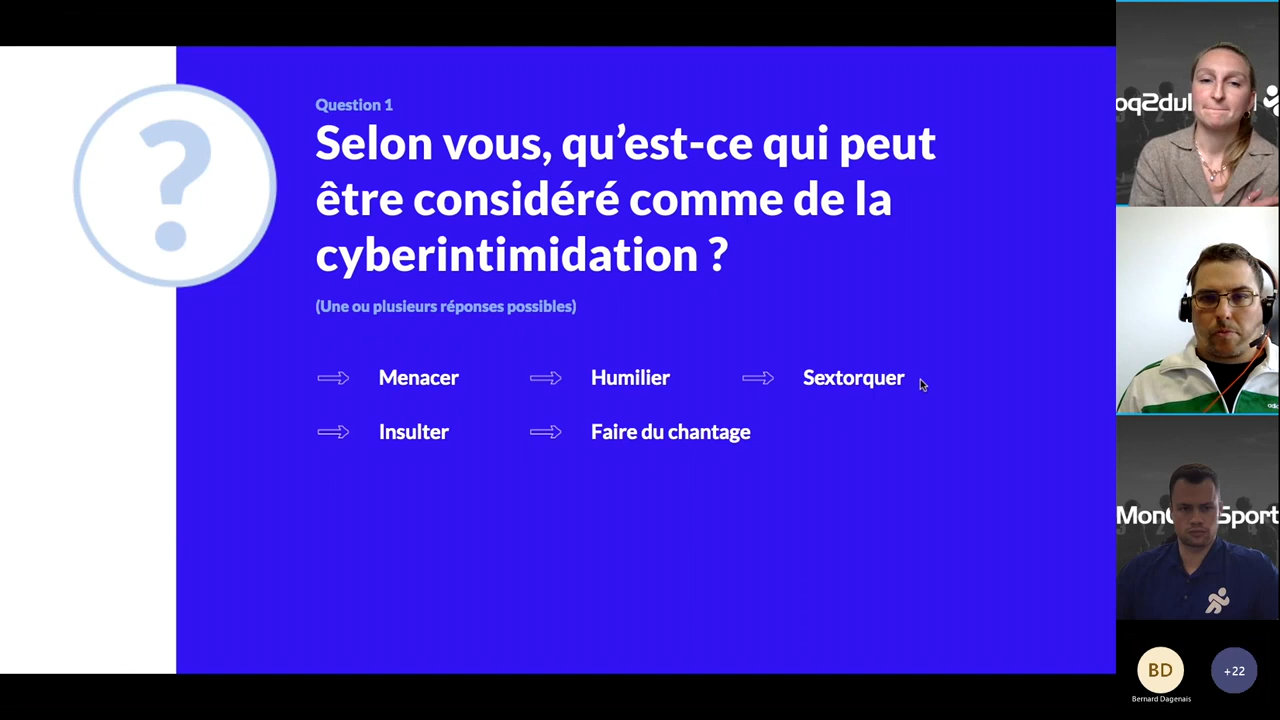 ?
Question 1
Selon vous, qu’est-ce qui peut
être considéré comme de la
cyberintimidation ?
(Une ou plusieurs réponses possibles)
Menacer
Humilier
Sextorquer
Insulter
Faire du chantage
BD
+22
Bernard Dagenais